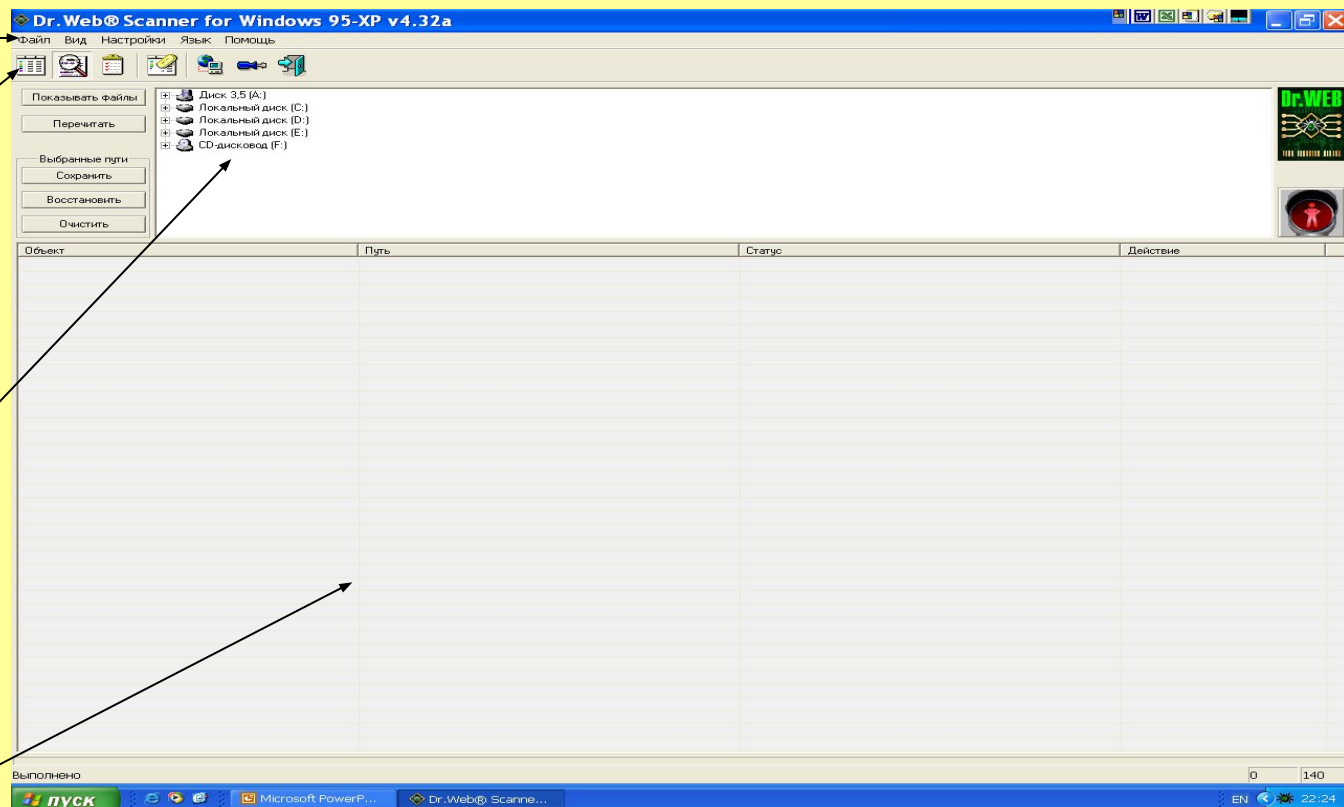 Dr.Web® Scanner for Windows 95-XP v4.32a
Файл Вид Настройки Язык Помощь
Показывать файлы
Перечитать
Выбранные пути
Сохранить
Восстановить
Очистить
Диск 3,5 (A:)
Локальный диск (C:)
Локальный диск (D:)
Локальный диск (E:)
CD-дисковод (F:)
Dr.WEB
Объект Путь Статус Действие
Выполнено 0 140
пуск Microsoft PowerP... Dr.Web® Scanne... EN 22:24